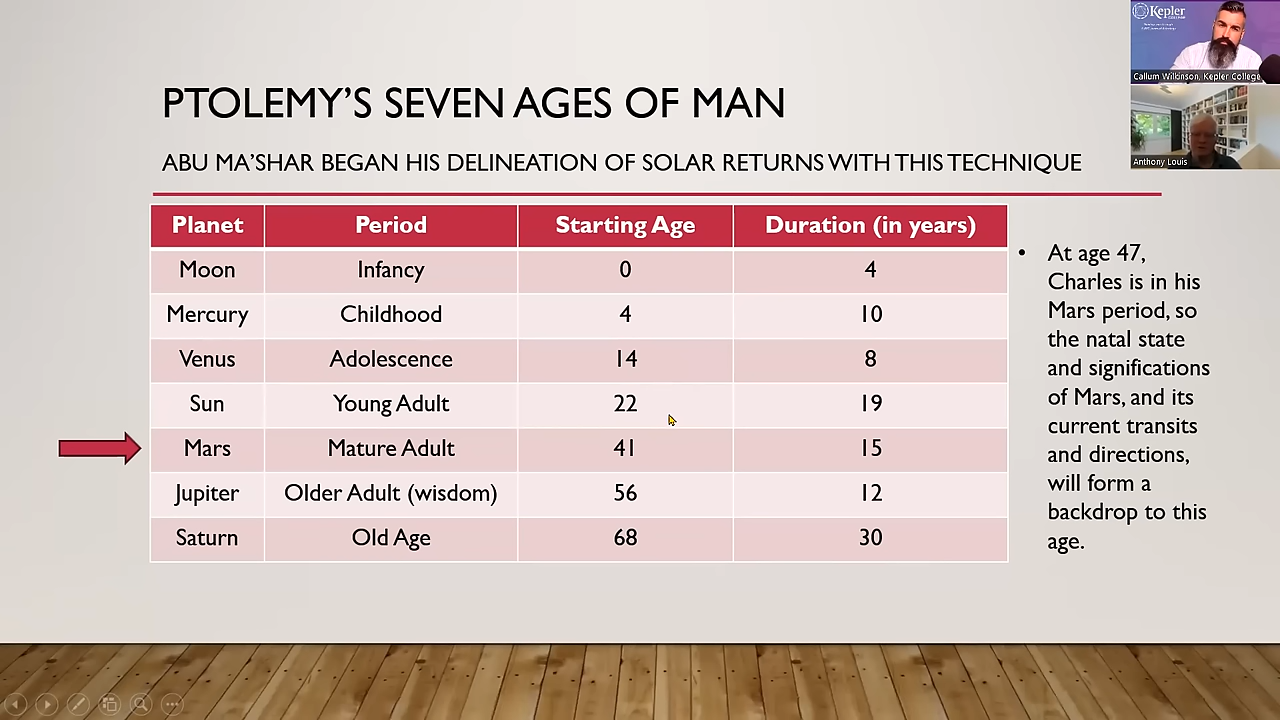 PTOLEMY'S SEVEN AGES OF MAN
ABU MA'SHAR BEGAN HIS DELINEATION OF SOLAR RETURNS WITH THIS TECHNIQUE
Planet Period Starting Age Duration (in years)
Moon Infancy 0 4
Mercury Childhood 4 10
Venus Adolescence 14 8
Sun Young Adult 22 19
Mars Mature Adult 41 15
Jupiter Older Adult (wisdom) 56 12
Saturn Old Age 68 30
• At age 47,
Charles is in his
Mars period, so
the natal state
and significations
of Mars, and its
current transits
and directions,
will form a
backdrop to this
age.
Kepler
COLLEGE
Callum Wilkinson, Kepler College
Anthony Louis